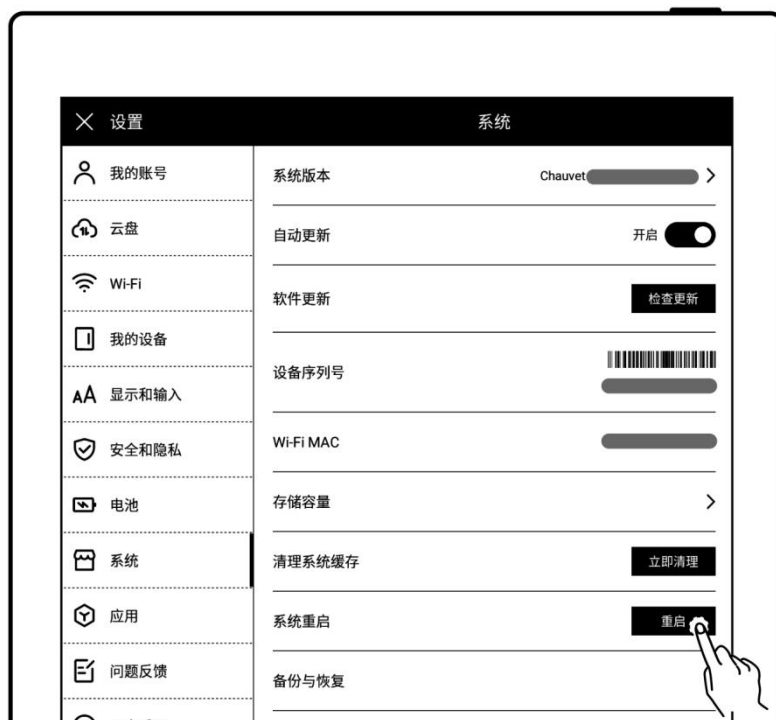 设置
系统
我的账号
云盘
Wi-Fi
我的设备
AA 显示和输入
安全和隐私
电池
系统
应用
问题反馈
系统版本 Chauvet
自动更新 开启
软件更新 检查更新
设备序列号
Wi-Fi MAC
存储容量
清理系统缓存 立即清理
系统重启 重启
备份与恢复